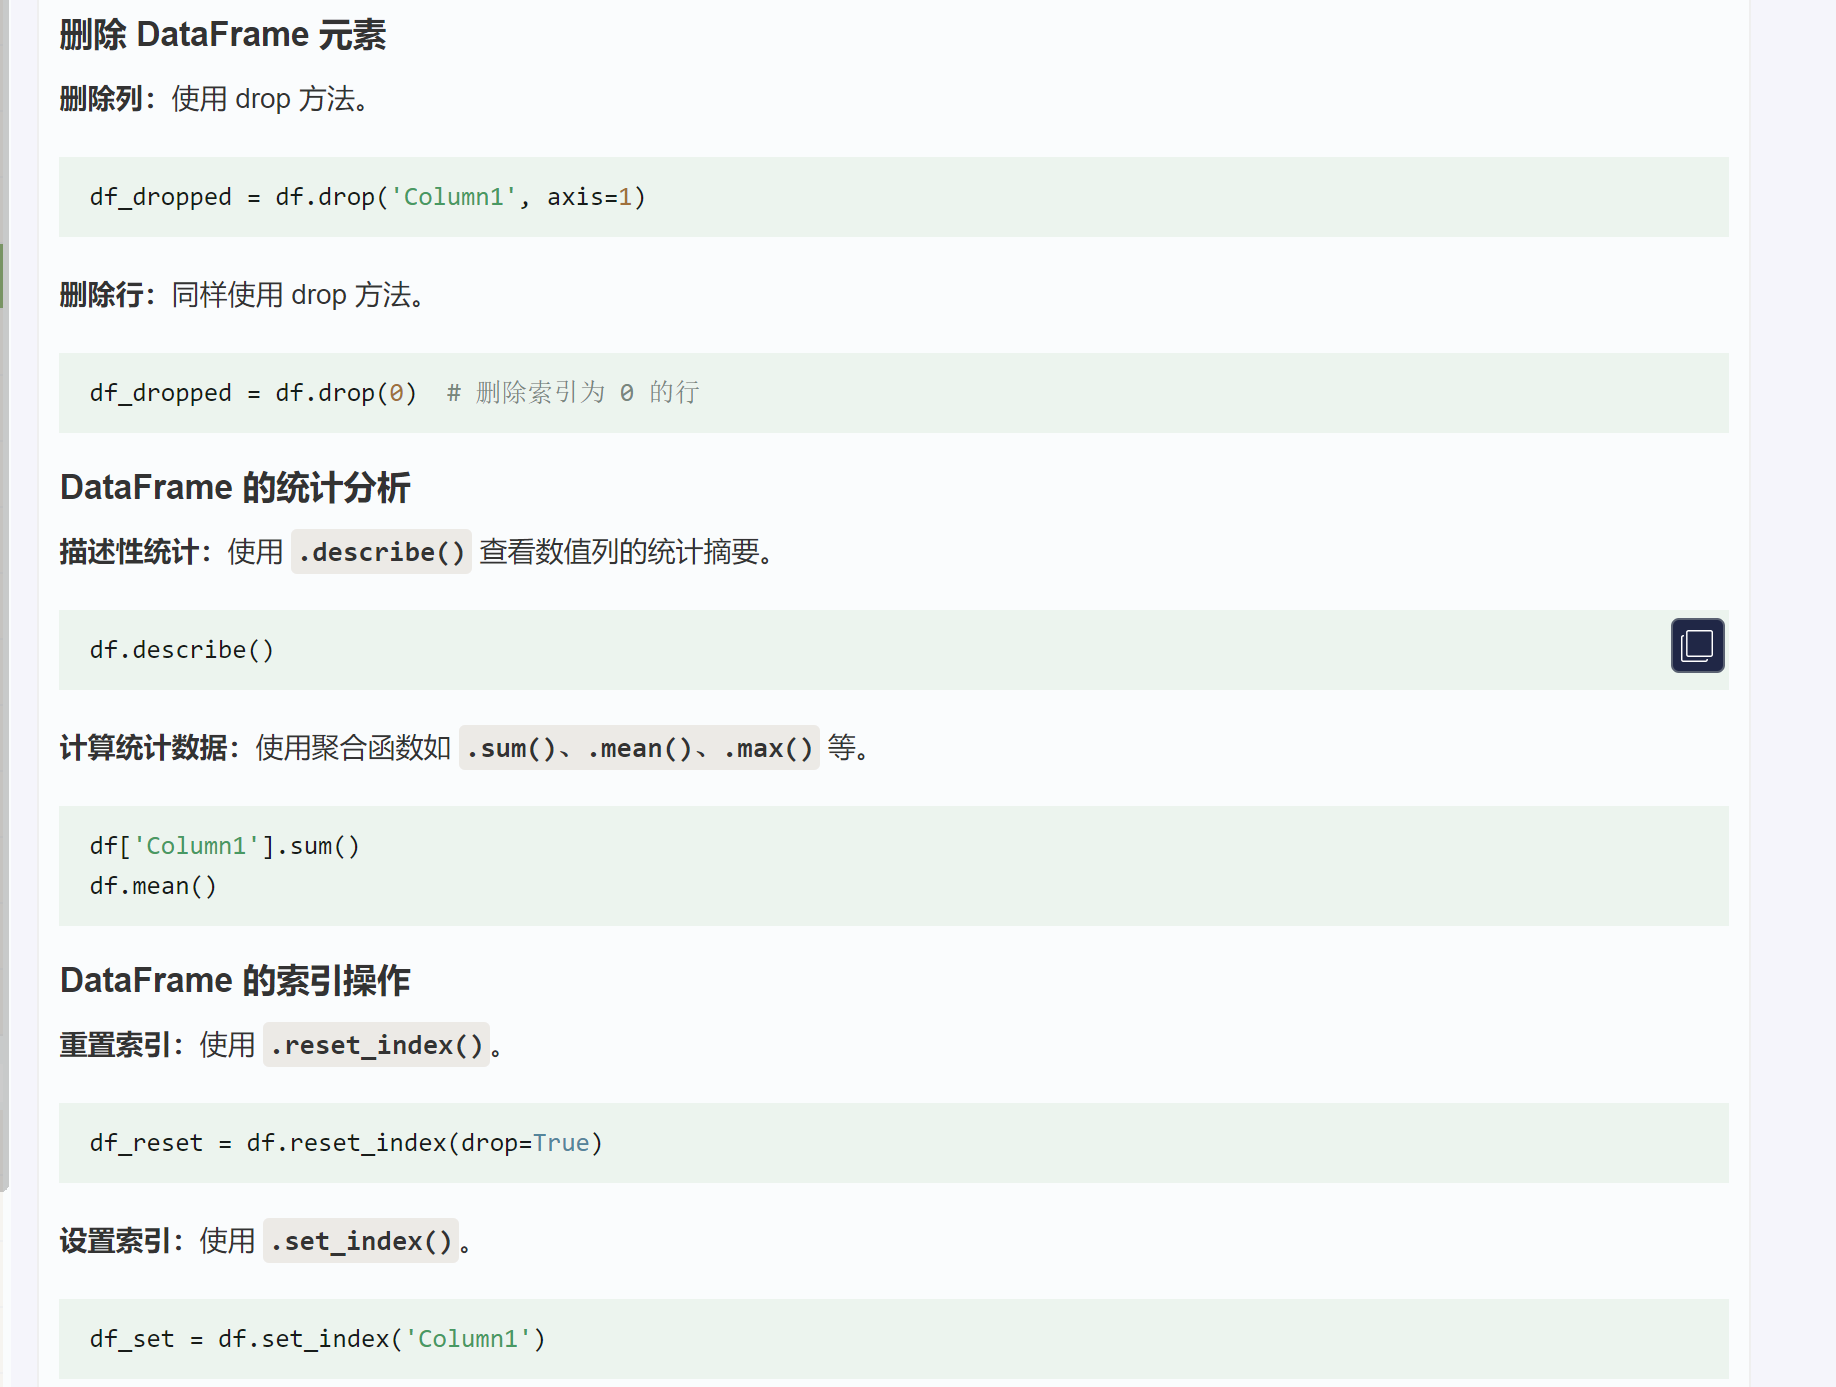 删除 DataFrame 元素
删除列：使用 drop 方法。
df_dropped = df.drop('Column1', axis=1)
删除行：同样使用 drop 方法。
df_dropped = df.drop(0)  # 删除索引为 0 的行
DataFrame 的统计分析
描述性统计：使用 .describe() 查看数值列的统计摘要。
df.describe()
计算统计数据：使用聚合函数如 .sum()、.mean()、.max() 等。
df['Column1'].sum()
df.mean()
DataFrame 的索引操作
重置索引：使用 .reset_index()。
df_reset = df.reset_index(drop=True)
设置索引：使用 .set_index()。
df_set = df.set_index('Column1')